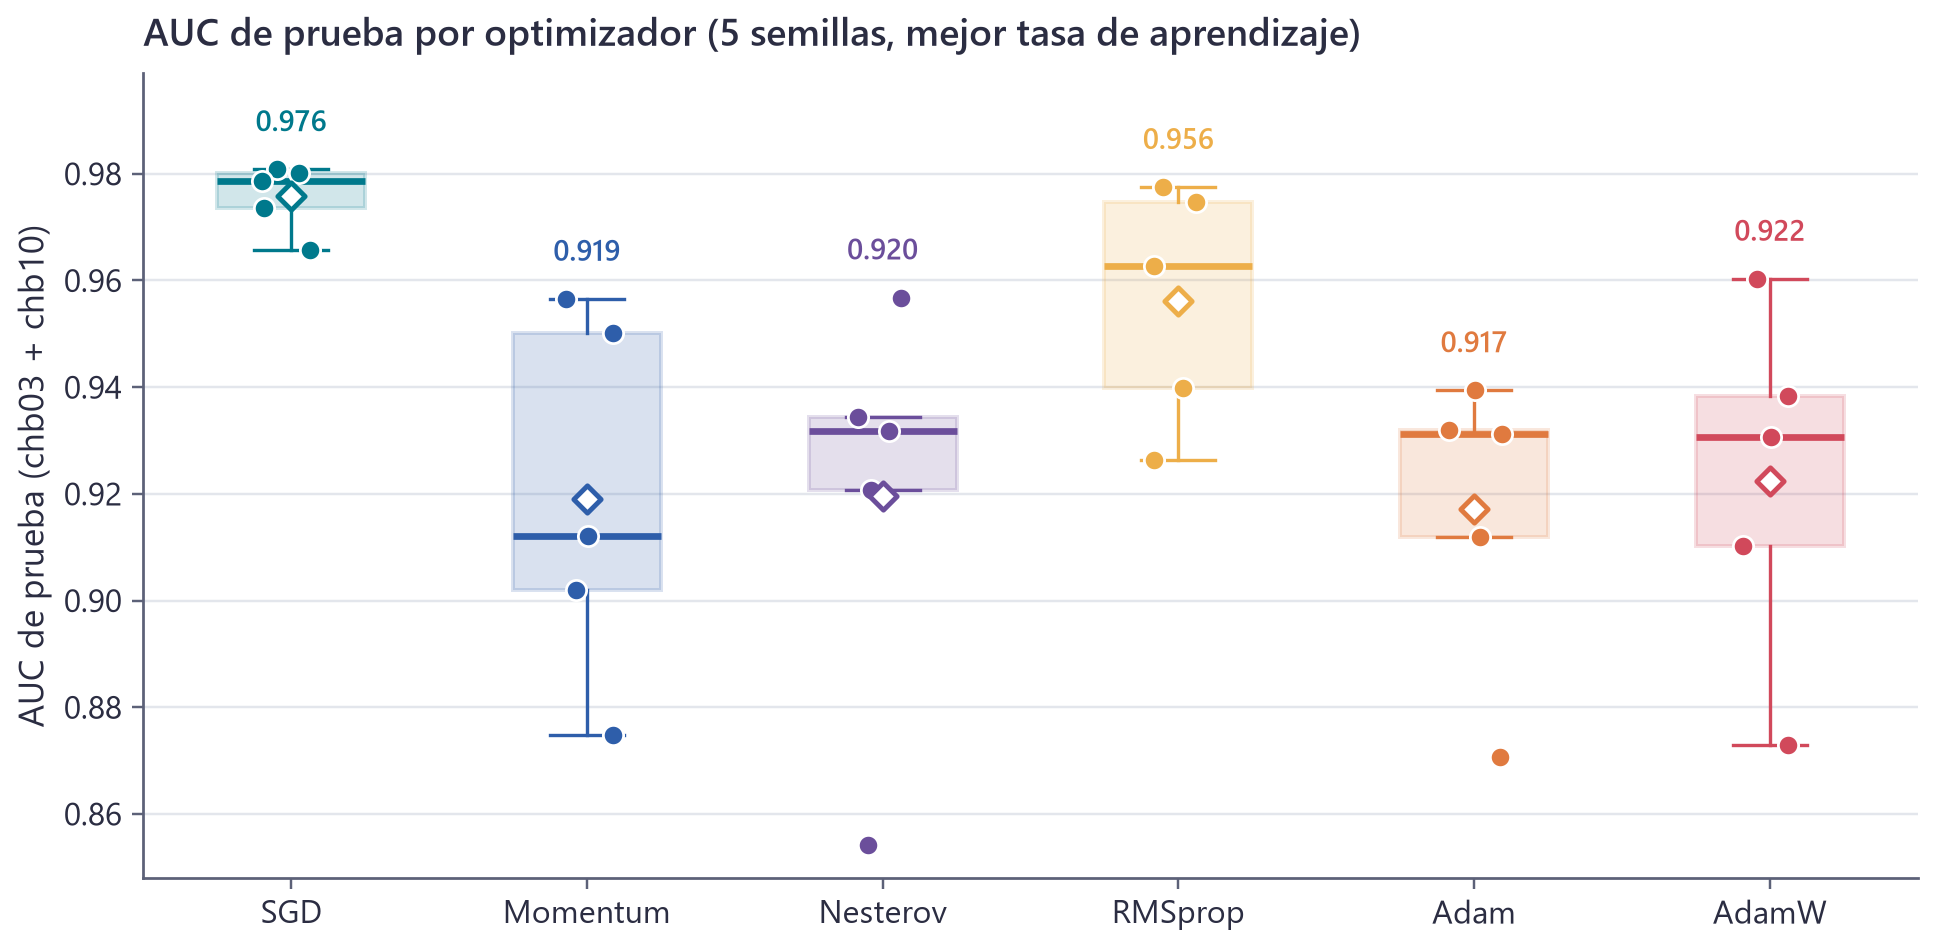 AUC de prueba por optimizador (5 semillas, mejor tasa de aprendizaje)
AUC de prueba (chb03 + chb10)
0.98
0.96
0.94
0.92
0.90
0.88
0.86
0.976
0.919
0.920
0.956
0.917
0.922
SGD
Momentum
Nesterov
RMSprop
Adam
AdamW